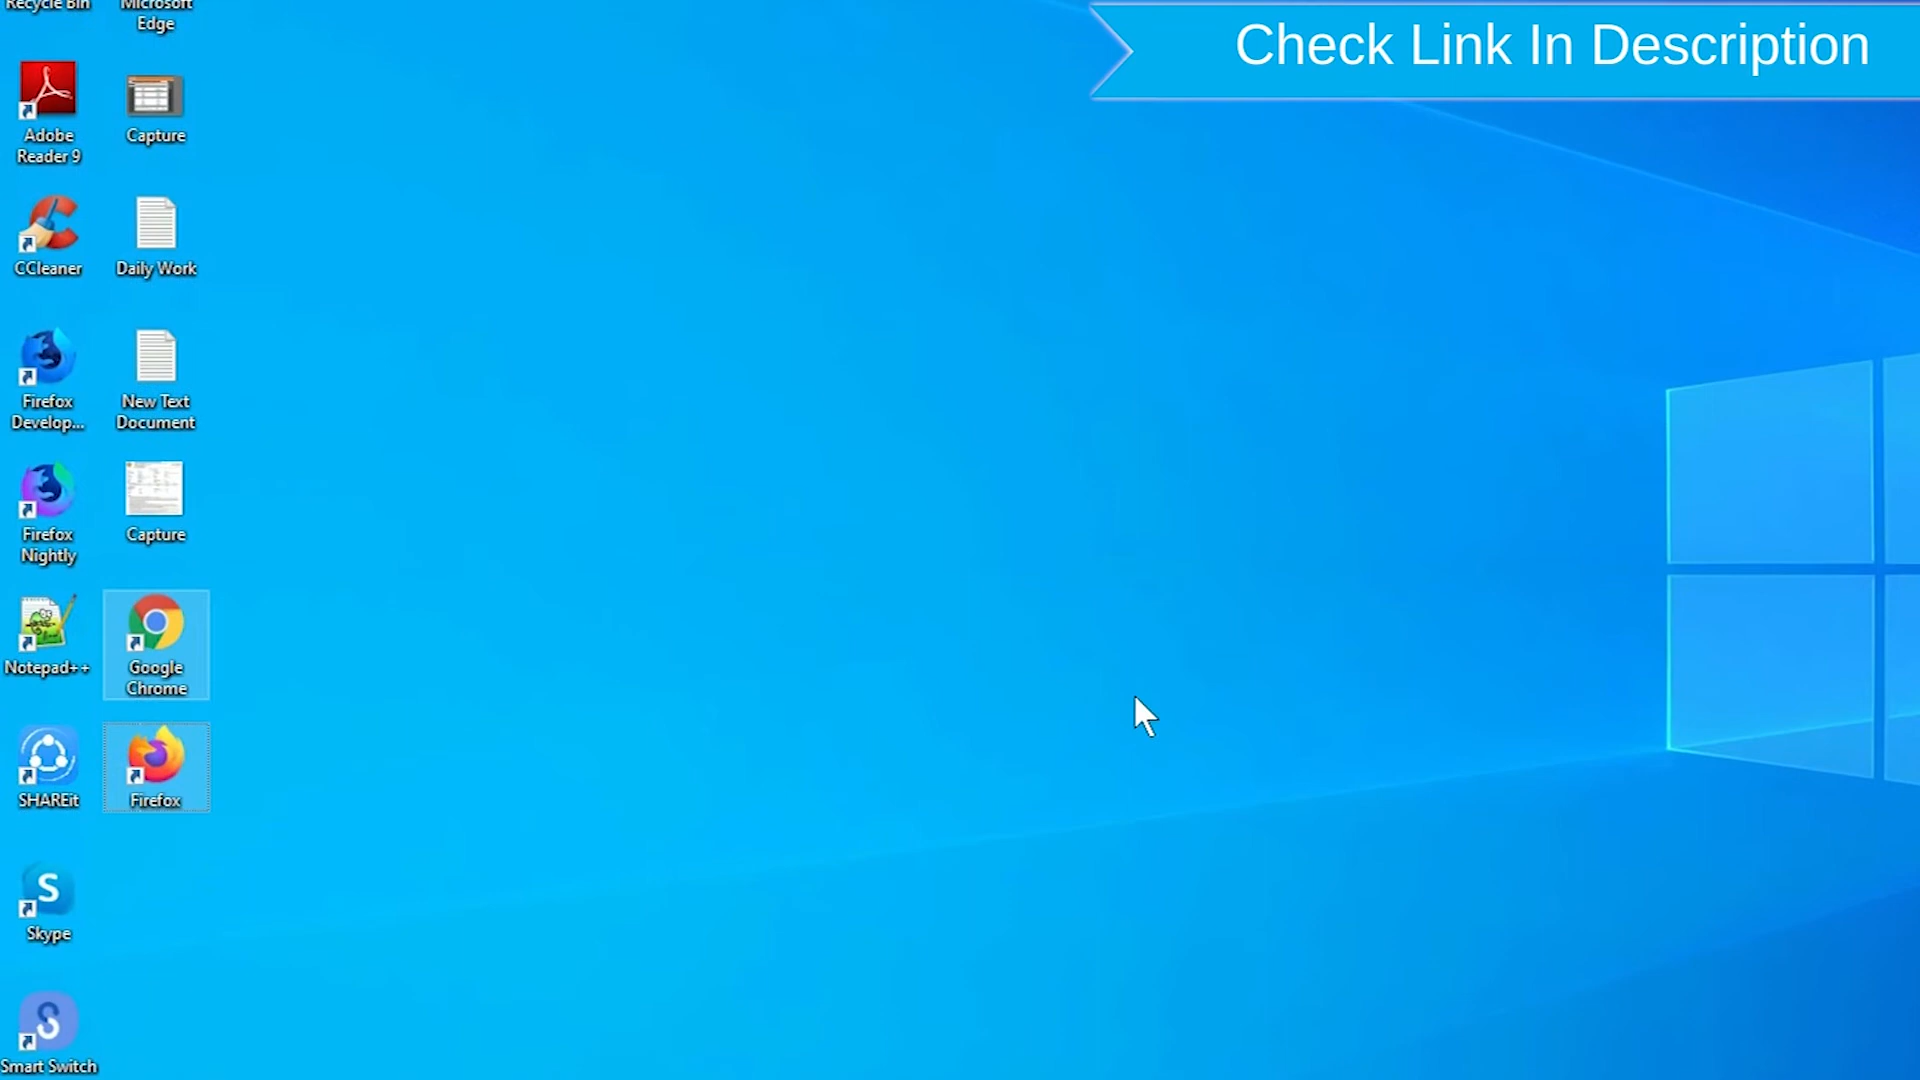 Recycle Bin
Microsoft
Edge
Check Link In Description
Adobe
Reader 9
Capture
CCleaner
Daily Work
Firefox
Develop...
New Text
Document
Firefox
Nightly
Capture
Notepad++
Google
Chrome
SHAREit
Firefox
S
Skype
Smart Switch